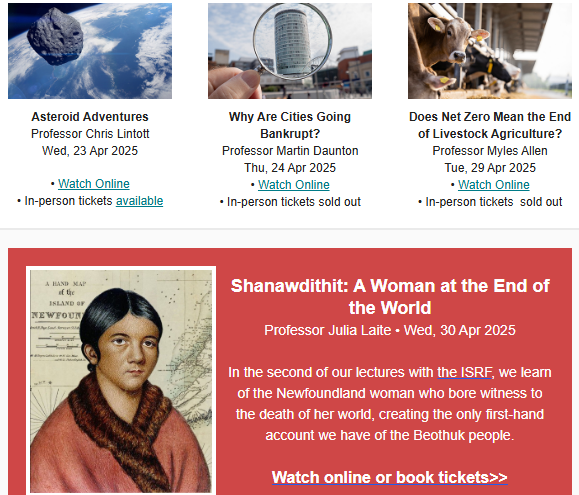 Asteroid Adventures
Professor Chris Lintott
Wed, 23 Apr 2025
• Watch Online
• In-person tickets available
Why Are Cities Going
Bankrupt?
Professor Martin Daunton
Thu, 24 Apr 2025
• Watch Online
• In-person tickets sold out
Does Net Zero Mean the End
of Livestock Agriculture?
Professor Myles Allen
Tue, 29 Apr 2025
• Watch Online
• In-person tickets  sold out
A HAND MAP
of the
ISLAND OF
NEWFOUN
Shanawdithit: A Woman at the End of
the World
Professor Julia Laite • Wed, 30 Apr 2025
In the second of our lectures with the ISRF, we learn
of the Newfoundland woman who bore witness to
the death of her world, creating the only first-hand
account we have of the Beothuk people.
Watch online or book tickets>>